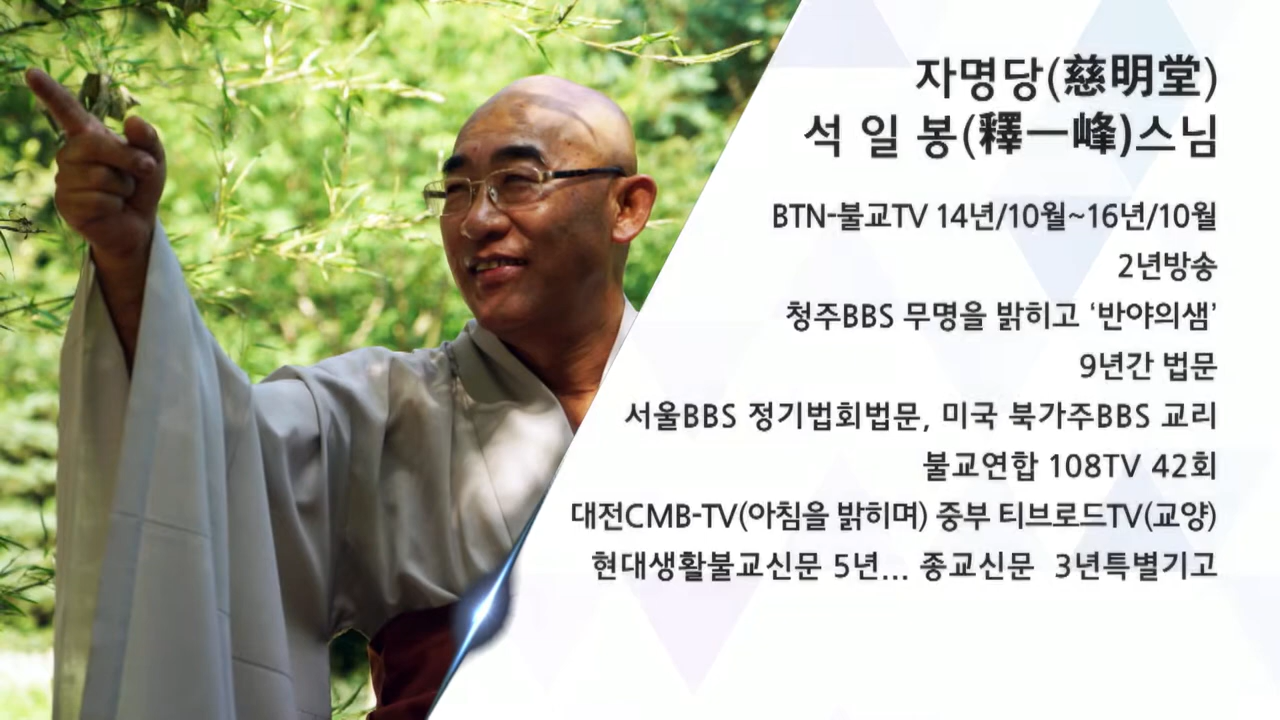 자명당(慈明堂)
석 일 봉(釋一峰)스님
BTN-불교TV 14년/10월~16년/10월
2년방송
청주BBS 무명을 밝히고 ‘반야의샘’
9년간 법문
서울BBS 정기법회법문, 미국 북가주BBS 교리
불교연합 108TV 42회
대전CMB-TV(아침을 밝히며) 중부 티브로드TV(교양)
현대생활불교신문 5년... 종교신문 3년특별기고